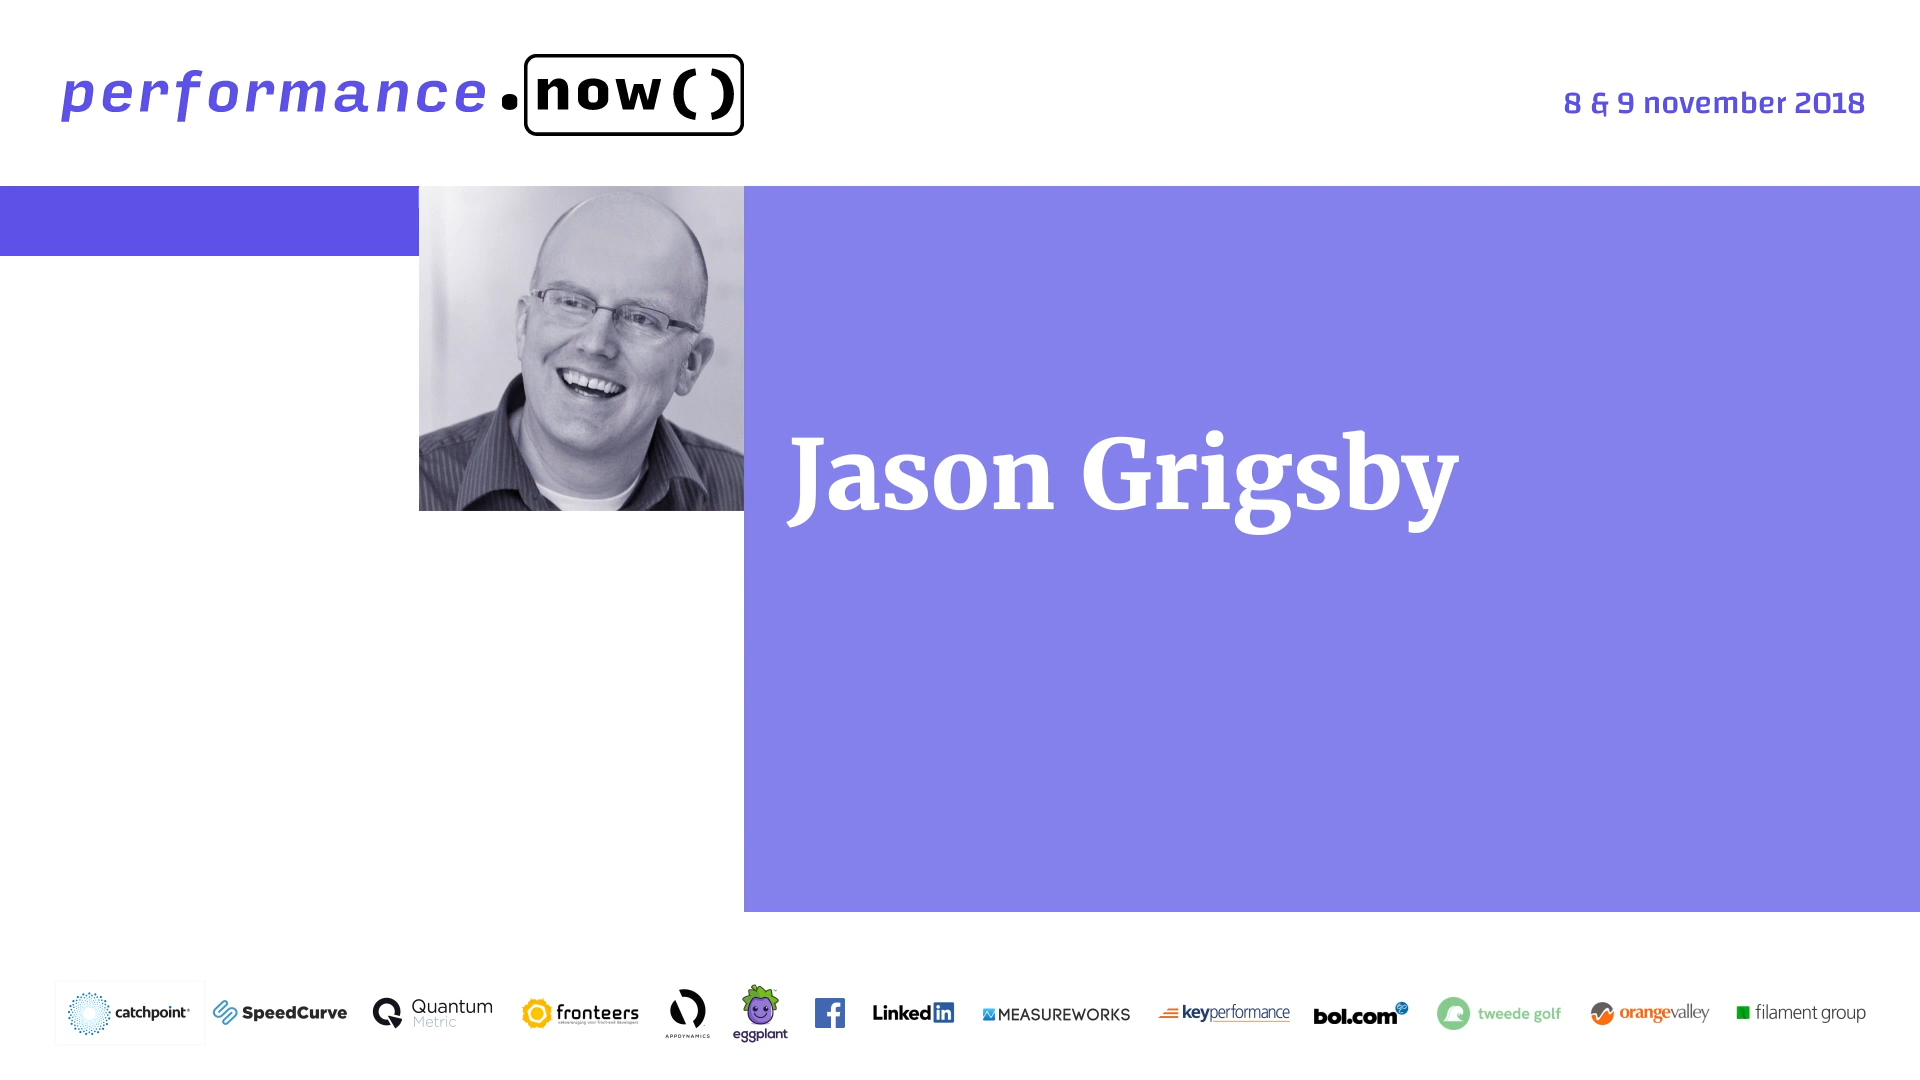 performance.now()
8 & 9 november 2018
Jason Grigsby
catchpoint
SpeedCurve
Quantum
Metric
fronteers
APPDYNAMICS
eggplant
LinkedIn
MEASUREWORKS
keyperformance
bol.com
tweede golf
orangevalley
filament group